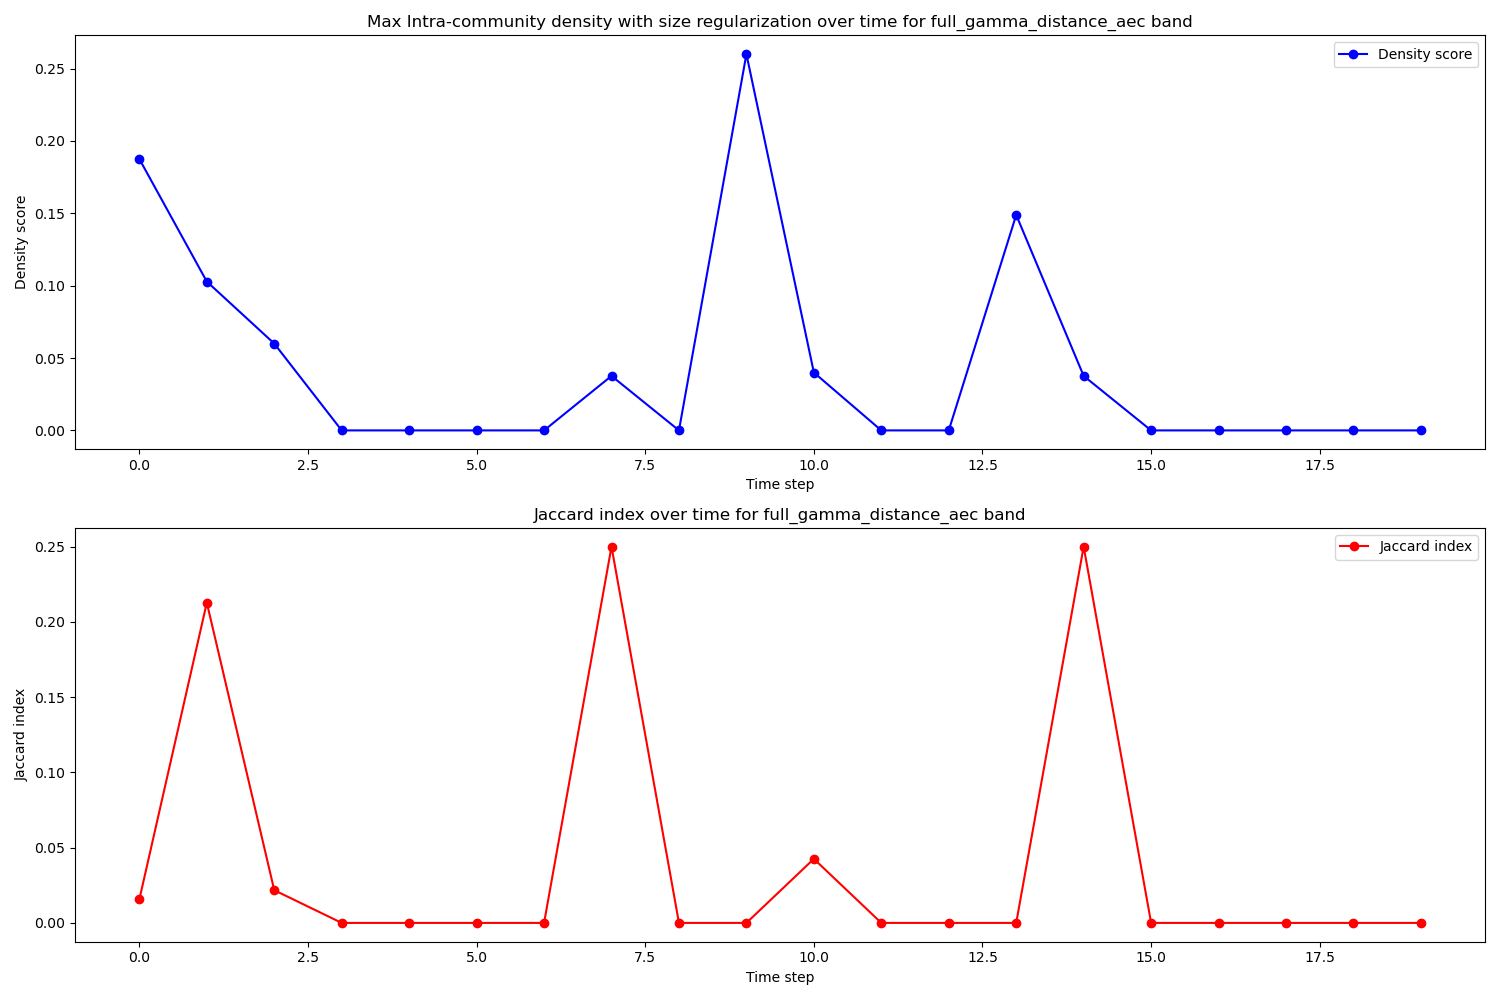 Max Intra-community density with size regularization over time for full_gamma_distance_aec band
Density score
0.25
0.20
0.15
0.10
0.05
0.00
Density score
0.0 2.5 5.0 7.5 10.0 12.5 15.0 17.5
Time step
Jaccard index over time for full_gamma_distance_aec band
Jaccard index
0.25
0.20
0.15
0.10
0.05
0.00
Jaccard index
0.0 2.5 5.0 7.5 10.0 12.5 15.0 17.5
Time step